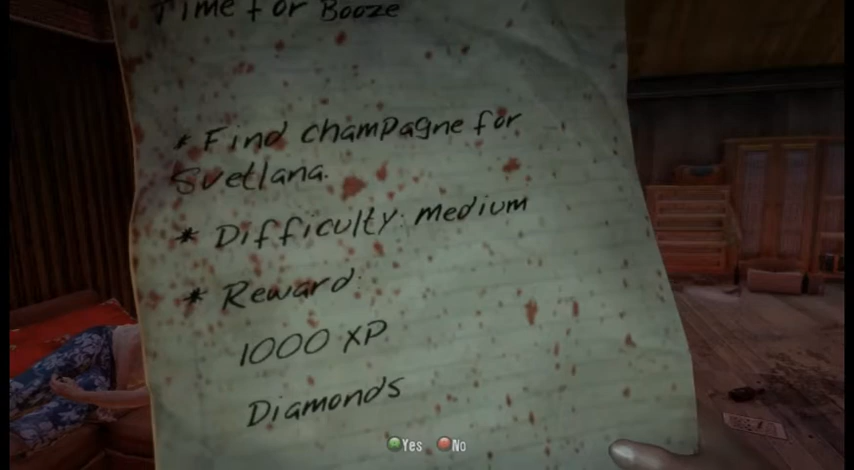 Time for Booze
* Find champagne for
Svetlana.
* Difficulty: medium
* Reward:
1000 XP
Diamonds
Yes No